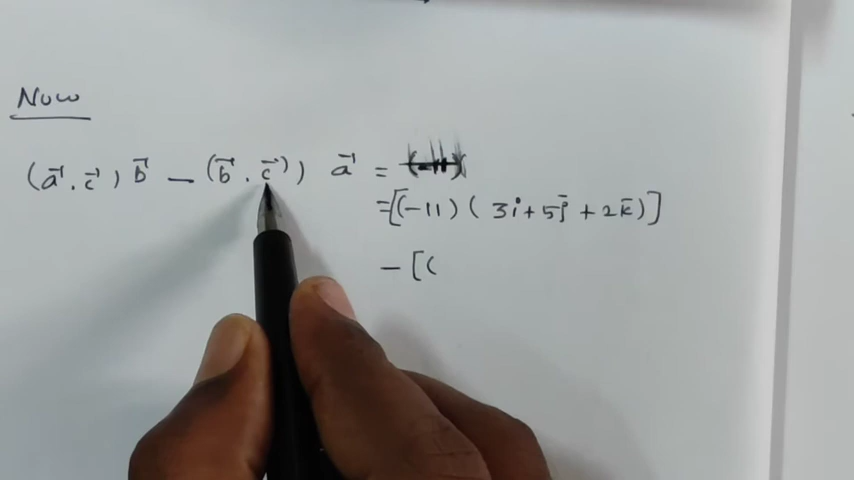 Now
(a⃗ . c⃗ ) b⃗ — (b⃗ . c⃗)) a⃗ =
=[(-11) ( 3i + 5j̄ + 2k̄ )]
— [(